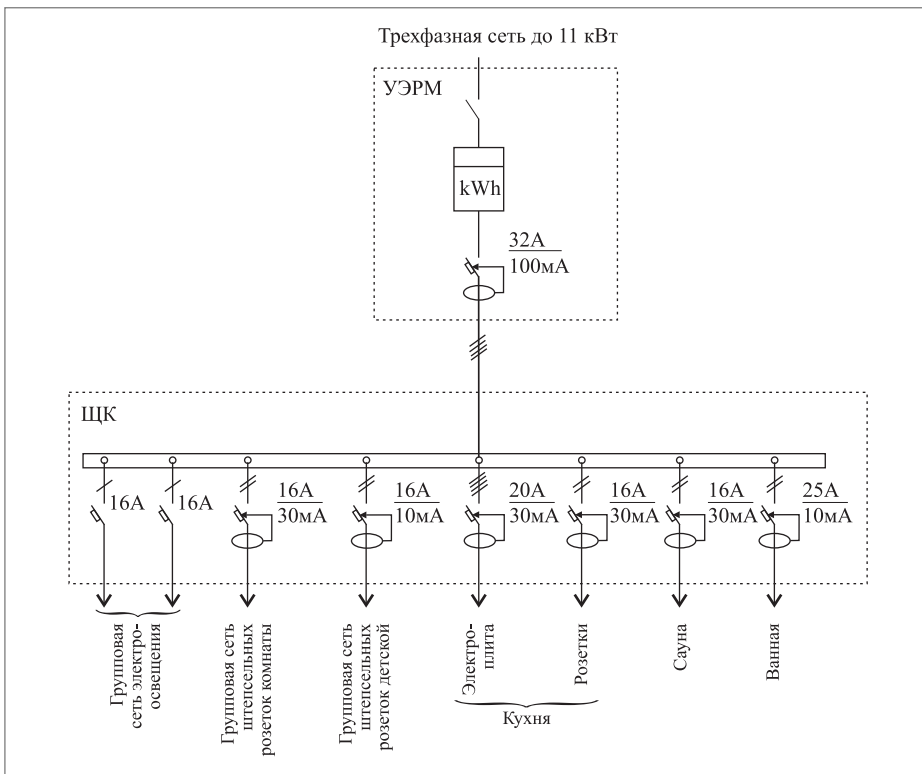 Трехфазная сеть до 11 кВт
УЭРМ
kWh
32А
100мА
ЩК
16А
16А
16А
30мА
16А
10мА
20А
30мА
16А
30мА
16А
30мА
25А
10мА
Групповая
сеть электро-
освещения
Групповая сеть
штепсельных
розеток комнаты
Групповая сеть
штепсельных
розеток детской
Электро-
плита
Розетки
Кухня
Сауна
Ванная